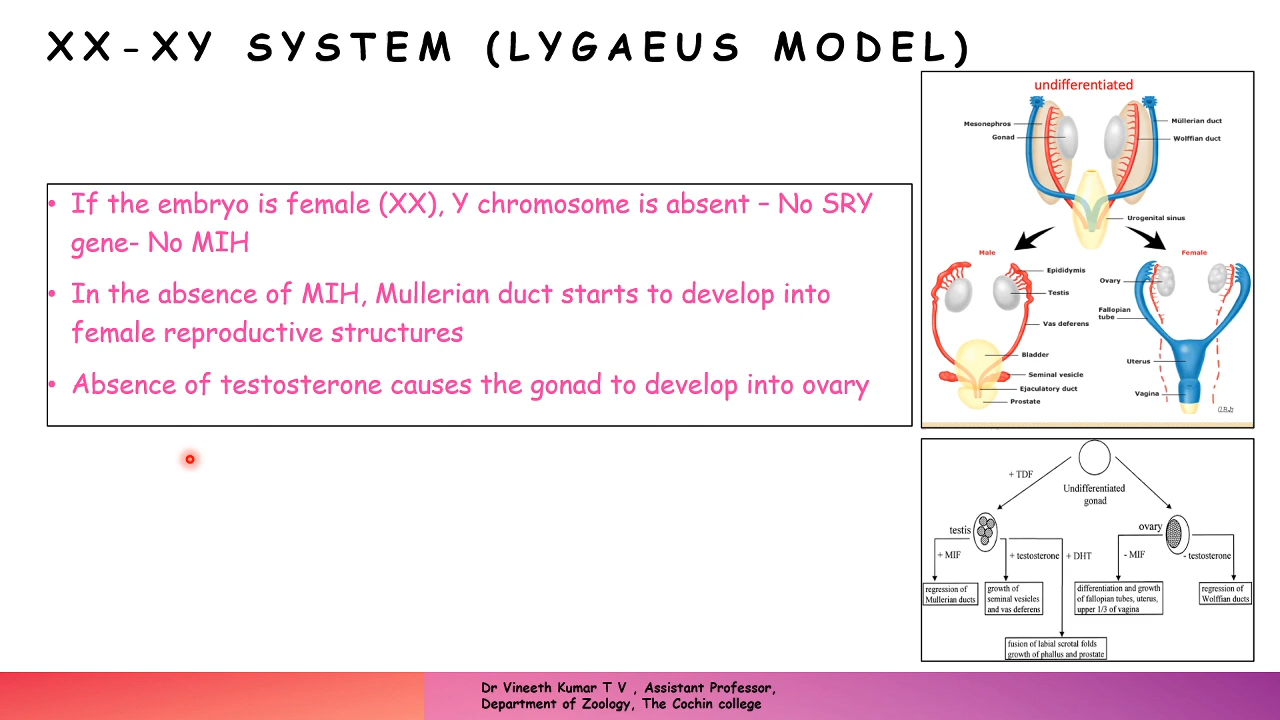 XX-XY SYSTEM (LYGAEUS MODEL)
• If the embryo is female (XX), Y chromosome is absent – No SRY
gene- No MIH
• In the absence of MIH, Mullerian duct starts to develop into
female reproductive structures
• Absence of testosterone causes the gonad to develop into ovary
undifferentiated
Mesonephros
Gonad
Müllerian duct
Wolffian duct
Urogenital sinus
Male
Female
Epididymis
Testis
Vas deferens
Bladder
Seminal vesicle
Ejaculatory duct
Prostate
Ovary
Fallopian
tube
Uterus
Vagina
+ TDF
Undifferentiated
gonad
testis
ovary
+ MIF
+ testosterone
+ DHT
- MIF
- testosterone
regression of
Mullerian ducts
growth of
seminal vesicles
and vas deferens
differentiation and growth
of fallopian tubes, uterus,
upper 1/3 of vagina
regression of
Wolffian ducts
fusion of labial scrotal folds
growth of phallus and prostate
Dr Vineeth Kumar T V , Assistant Professor,
Department of Zoology, The Cochin college